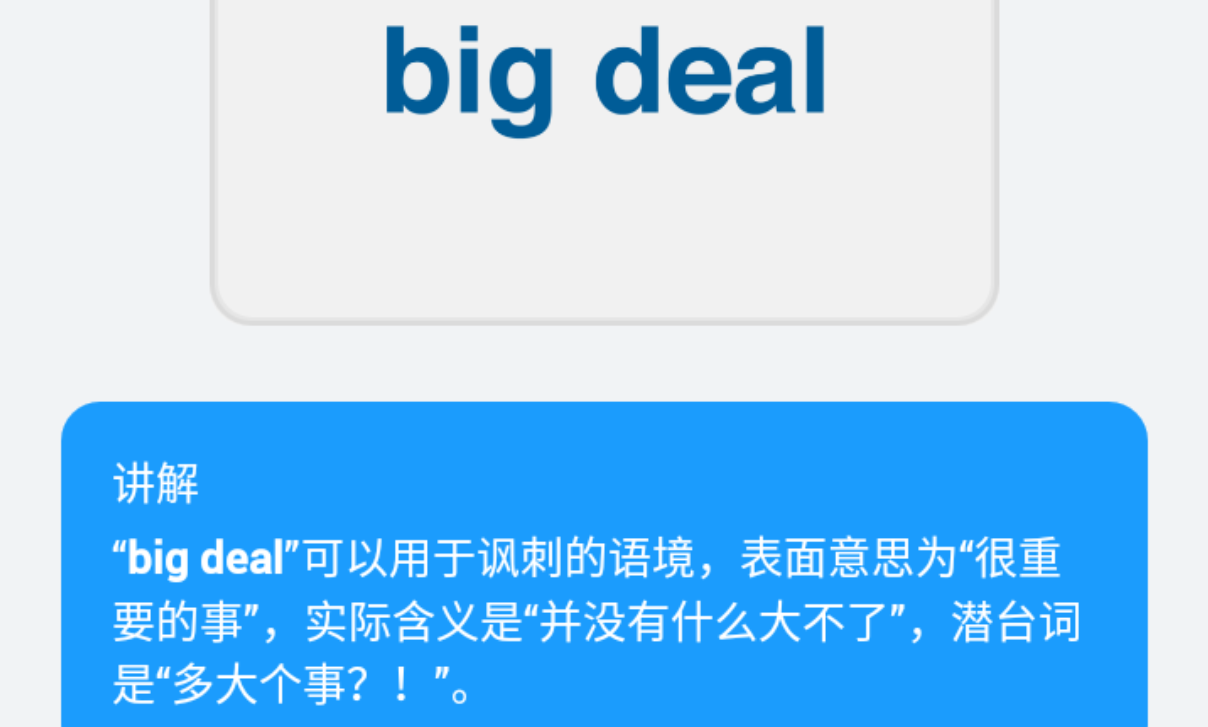 big deal
讲解
“big deal”可以用于讽刺的语境，表面意思为“很重
要的事”，实际含义是“并没有什么大不了”，潜台词
是“多大个事？！”。